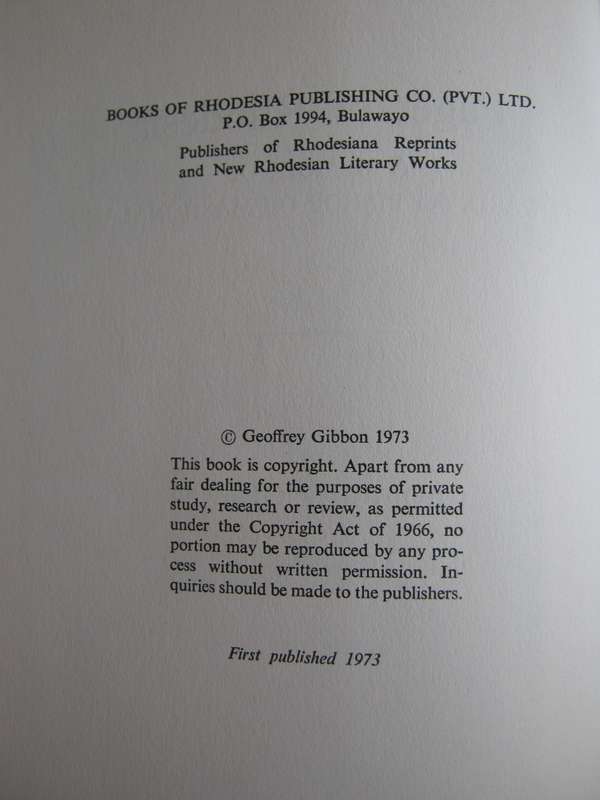 BOOKS OF RHODESIA PUBLISHING CO. (PVT.) LTD.
P.O. Box 1994, Bulawayo
Publishers of Rhodesiana Reprints
and New Rhodesian Literary Works
© Geoffrey Gibbon 1973
This book is copyright. Apart from any
fair dealing for the purposes of private
study, research or review, as permitted
under the Copyright Act of 1966, no
portion may be reproduced by any pro-
cess without written permission. In-
quiries should be made to the publishers.
First published 1973